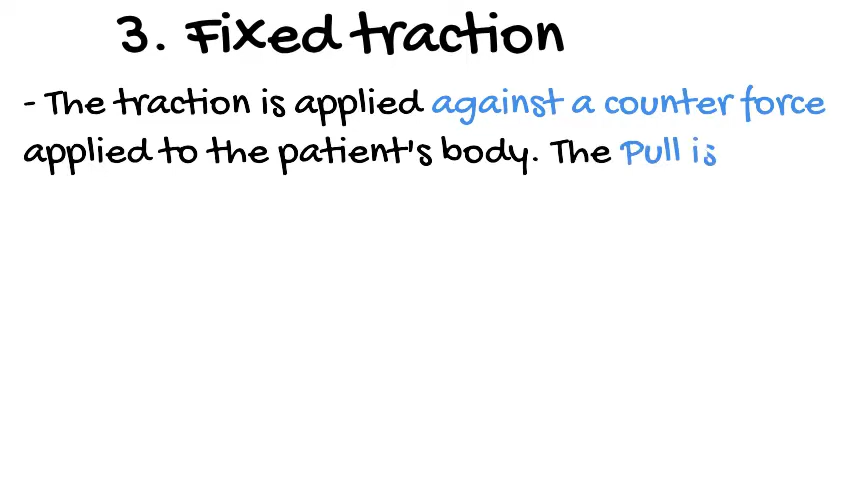 3. Fixed traction
- The traction is applied against a counter force
applied to the patient's body. The Pull is